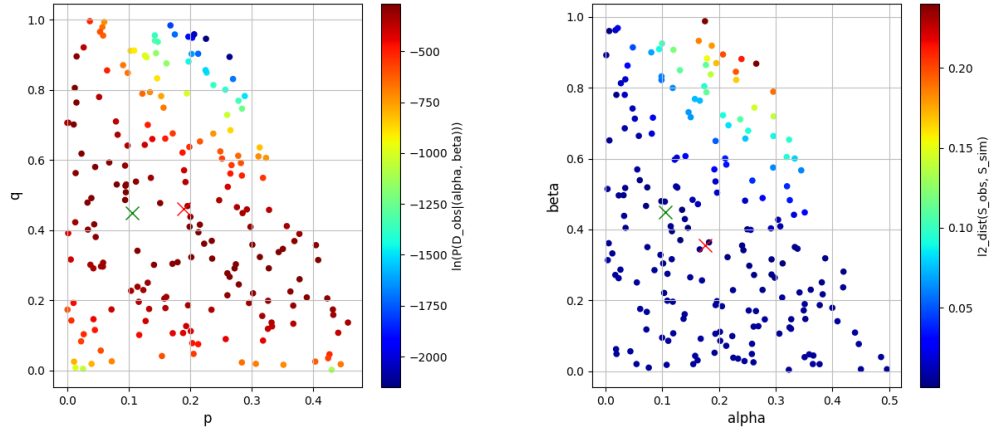 1.0
0.8
0.6
0.4
0.2
0.0
q
0.0 0.1 0.2 0.3 0.4
p
−500
−750
−1000
−1250
−1500
−1750
−2000
ln(P(D_obs|(alpha, beta)))
1.0
0.8
0.6
0.4
0.2
0.0
beta
0.0 0.1 0.2 0.3 0.4 0.5
alpha
0.20
0.15
0.10
0.05
l2_dist(S_obs, S_sim)